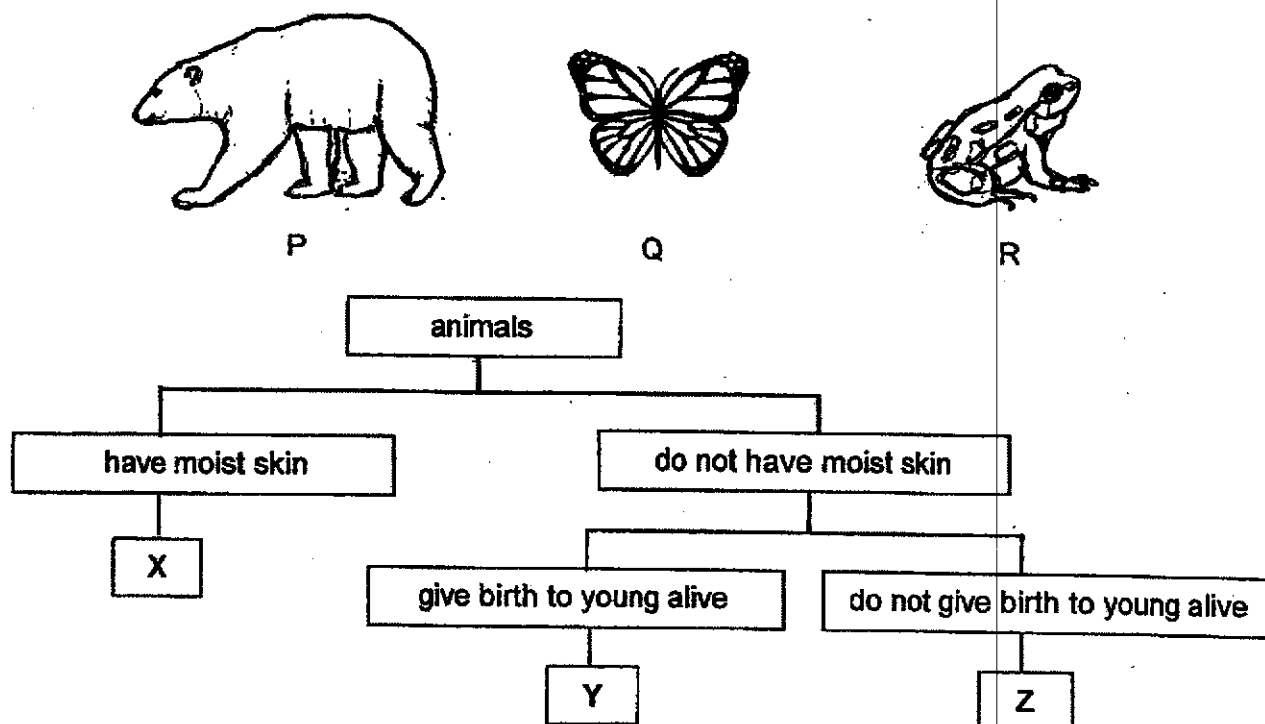 P
Q
R
animals
have moist skin
do not have moist skin
X
give birth to young alive
do not give birth to young alive
Y
Z